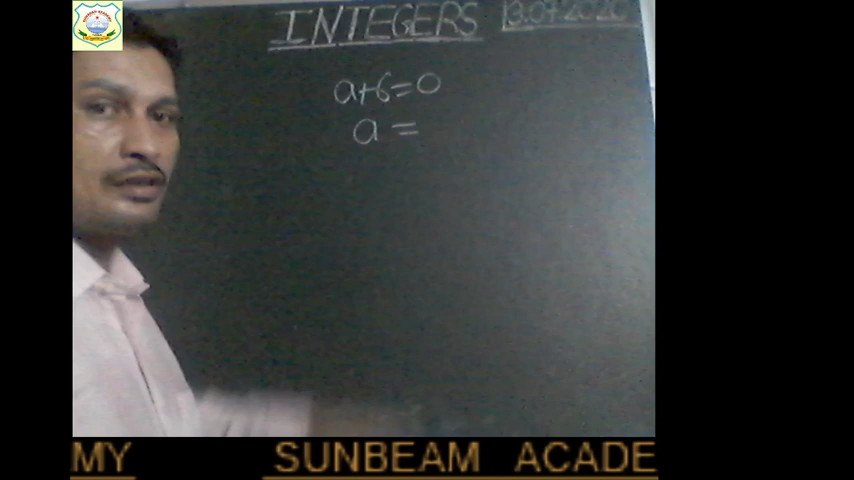 INTEGERS 13.07.2020
a+6=0
a =
MY SUNBEAM ACADE